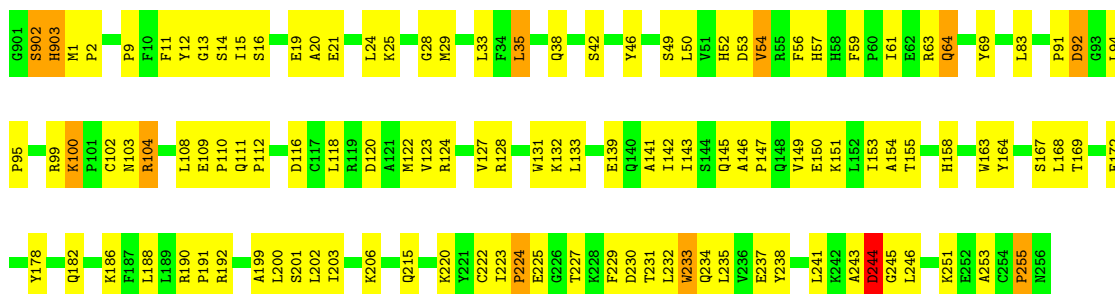 G901 S902 H903 M1 P2 P9 F10 F11 Y12 G13 S14 I15 S16 E19 A20 E21 L24 K25 G28 M29 L33 F34 L35 Q38 S42 Y46 S49 L50 V51 H52 D53 V54 R55 F56 H57 H58 F59 P60 I61 E62 R63 Q64 Y69 L83 P91 D92 G93 L94
P95 R99 K100 P101 C102 N103 R104 L108 E109 P110 Q111 P112 D116 C117 L118 R119 D120 A121 M122 V123 R124 V127 R128 W131 K132 L133 E139 Q140 A141 I142 I143 S144 Q145 A146 P147 Q148 V149 E150 K151 L152 I153 A154 T155 H158 W163 Y164 S167 L168 T169
Y178 Q182 K186 F187 L188 L189 R190 P191 R192 A199 L200 S201 L202 I203 K206 Q215 K220 Y221 C222 I223 P224 E225 G226 T227 K228 F229 D230 T231 L232 W233 Q234 L235 V236 E237 Y238 L241 K242 A243 D244 G245 L246 K251 E252 A253 C254 P255 N256